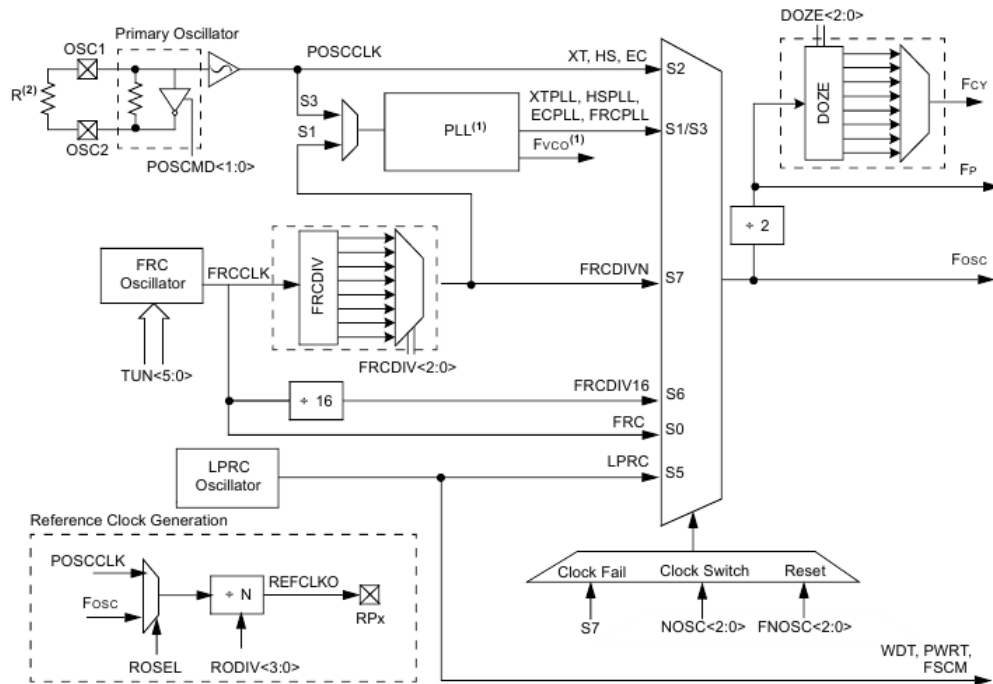 DOZE<2:0>
Primary Oscillator
OSC1
POSCCLK
XT, HS, EC
S2
R(2)
DOZE
FCY
S3
XTPLL, HSPLL,
ECPLL, FRCPLL
S1
PLL(1)
S1/S3
OSC2
FVCO(1)
POSCMD<1:0>
FP
÷ 2
FRC
Oscillator
FRCCLK
FRCDIV
FRCDIVN
S7
FOSC
TUN<5:0>
FRCDIV<2:0>
÷ 16
FRCDIV16
S6
FRC
S0
LPRC
Oscillator
LPRC
S5
Reference Clock Generation
POSCCLK
FOSC
÷ N
REFCLKO
RPx
ROSEL
RODIV<3:0>
Clock Fail
Clock Switch
Reset
S7
NOSC<2:0>
FNOSC<2:0>
WDT, PWRT,
FSCM